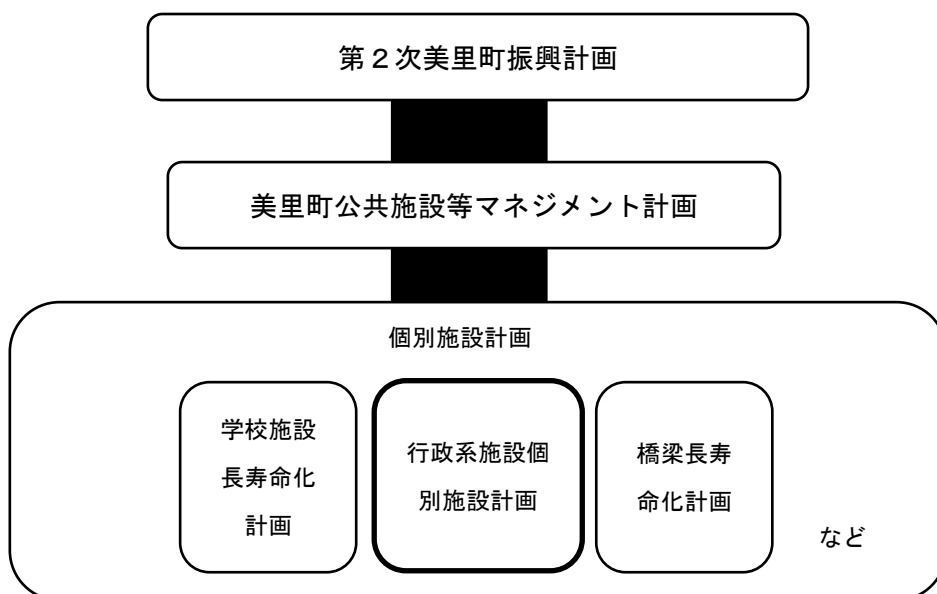 第２次美里町振興計画
美里町公共施設等マネジメント計画
個別施設計画
学校施設
長寿命化
計画
行政系施設個
別施設計画
橋梁長寿
命化計画
など